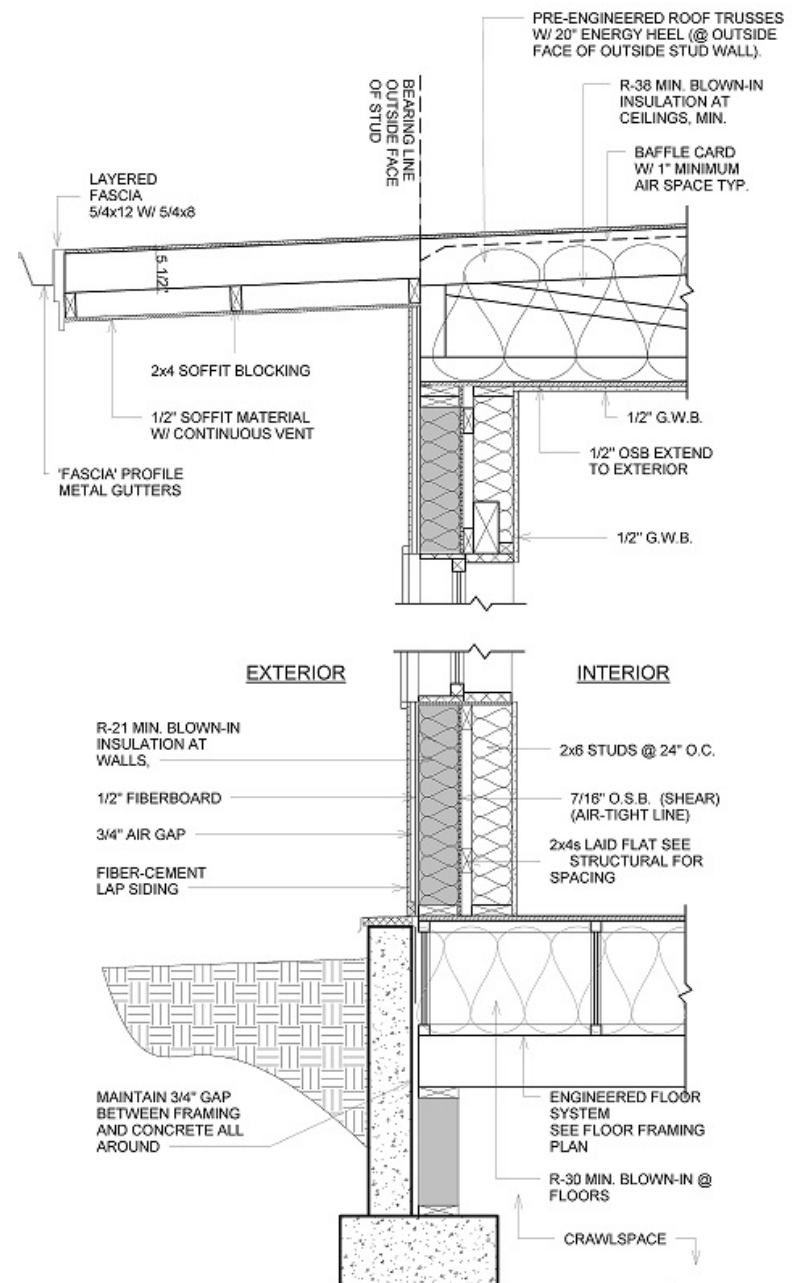 PRE-ENGINEERED ROOF TRUSSES
W/ 20" ENERGY HEEL (@ OUTSIDE
FACE OF OUTSIDE STUD WALL).
R-38 MIN. BLOWN-IN
INSULATION AT
CEILINGS, MIN.
BEARING LINE
OUTSIDE FACE
OF STUD
BAFFLE CARD
W/ 1" MINIMUM
AIR SPACE TYP.
LAYERED
FASCIA
5/4x12 W/ 5/4x8
5 1/2"
2x4 SOFFIT BLOCKING
1/2" SOFFIT MATERIAL
W/ CONTINUOUS VENT
1/2" G.W.B.
1/2" OSB EXTEND
TO EXTERIOR
'FASCIA' PROFILE
METAL GUTTERS
1/2" G.W.B.
EXTERIOR
INTERIOR
R-21 MIN. BLOWN-IN
INSULATION AT
WALLS,
2x6 STUDS @ 24" O.C.
1/2" FIBERBOARD
7/16" O.S.B. (SHEAR)
(AIR-TIGHT LINE)
3/4" AIR GAP
2x4s LAID FLAT SEE
STRUCTURAL FOR
SPACING
FIBER-CEMENT
LAP SIDING
MAINTAIN 3/4" GAP
BETWEEN FRAMING
AND CONCRETE ALL
AROUND
ENGINEERED FLOOR
SYSTEM
SEE FLOOR FRAMING
PLAN
R-30 MIN. BLOWN-IN @
FLOORS
CRAWLSPACE